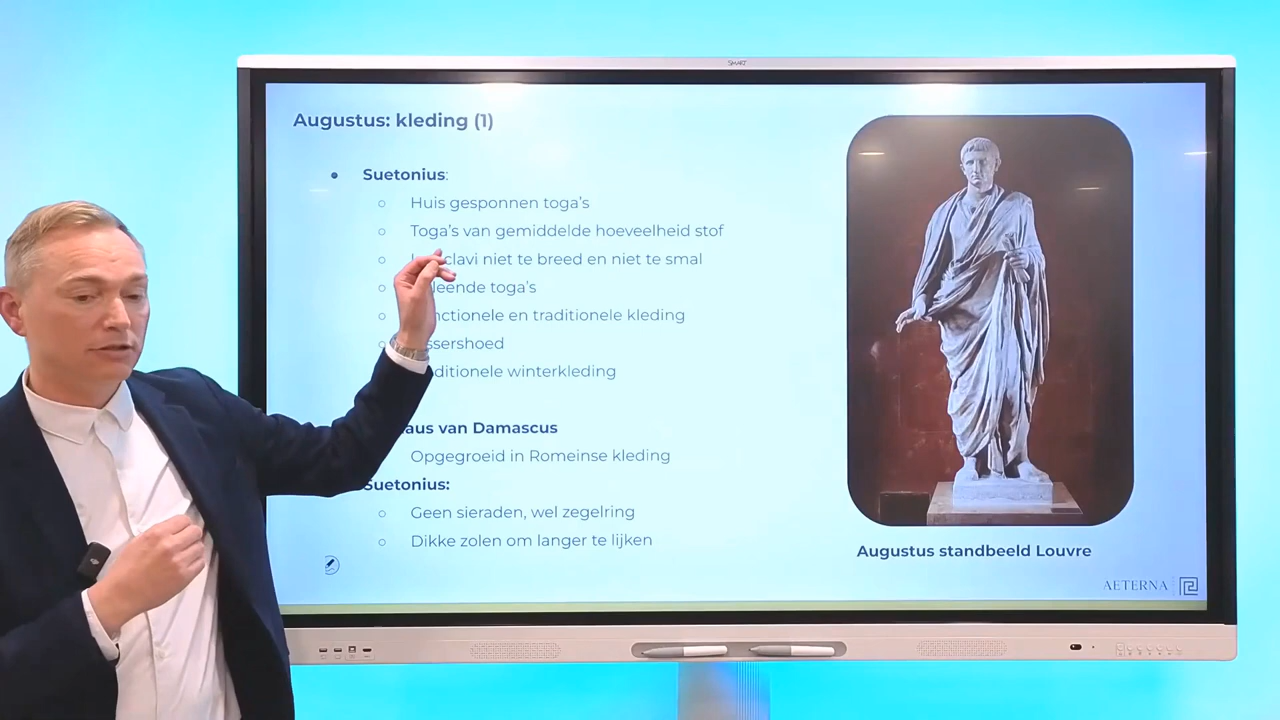 SMART
Augustus: kleding (1)
Suetonius:
Huis gesponnen toga's
Toga's van gemiddelde hoeveelheid stof
clavi niet te breed en niet te smal
toga's
en traditionele kleding
winterkleding
van Damascus
Opgegroeid in Romeinse kleding
Suetonius:
Geen sieraden, wel zegelring
Dikke zolen om langer te lijken
Augustus standbeeld Louvre
AETERNA